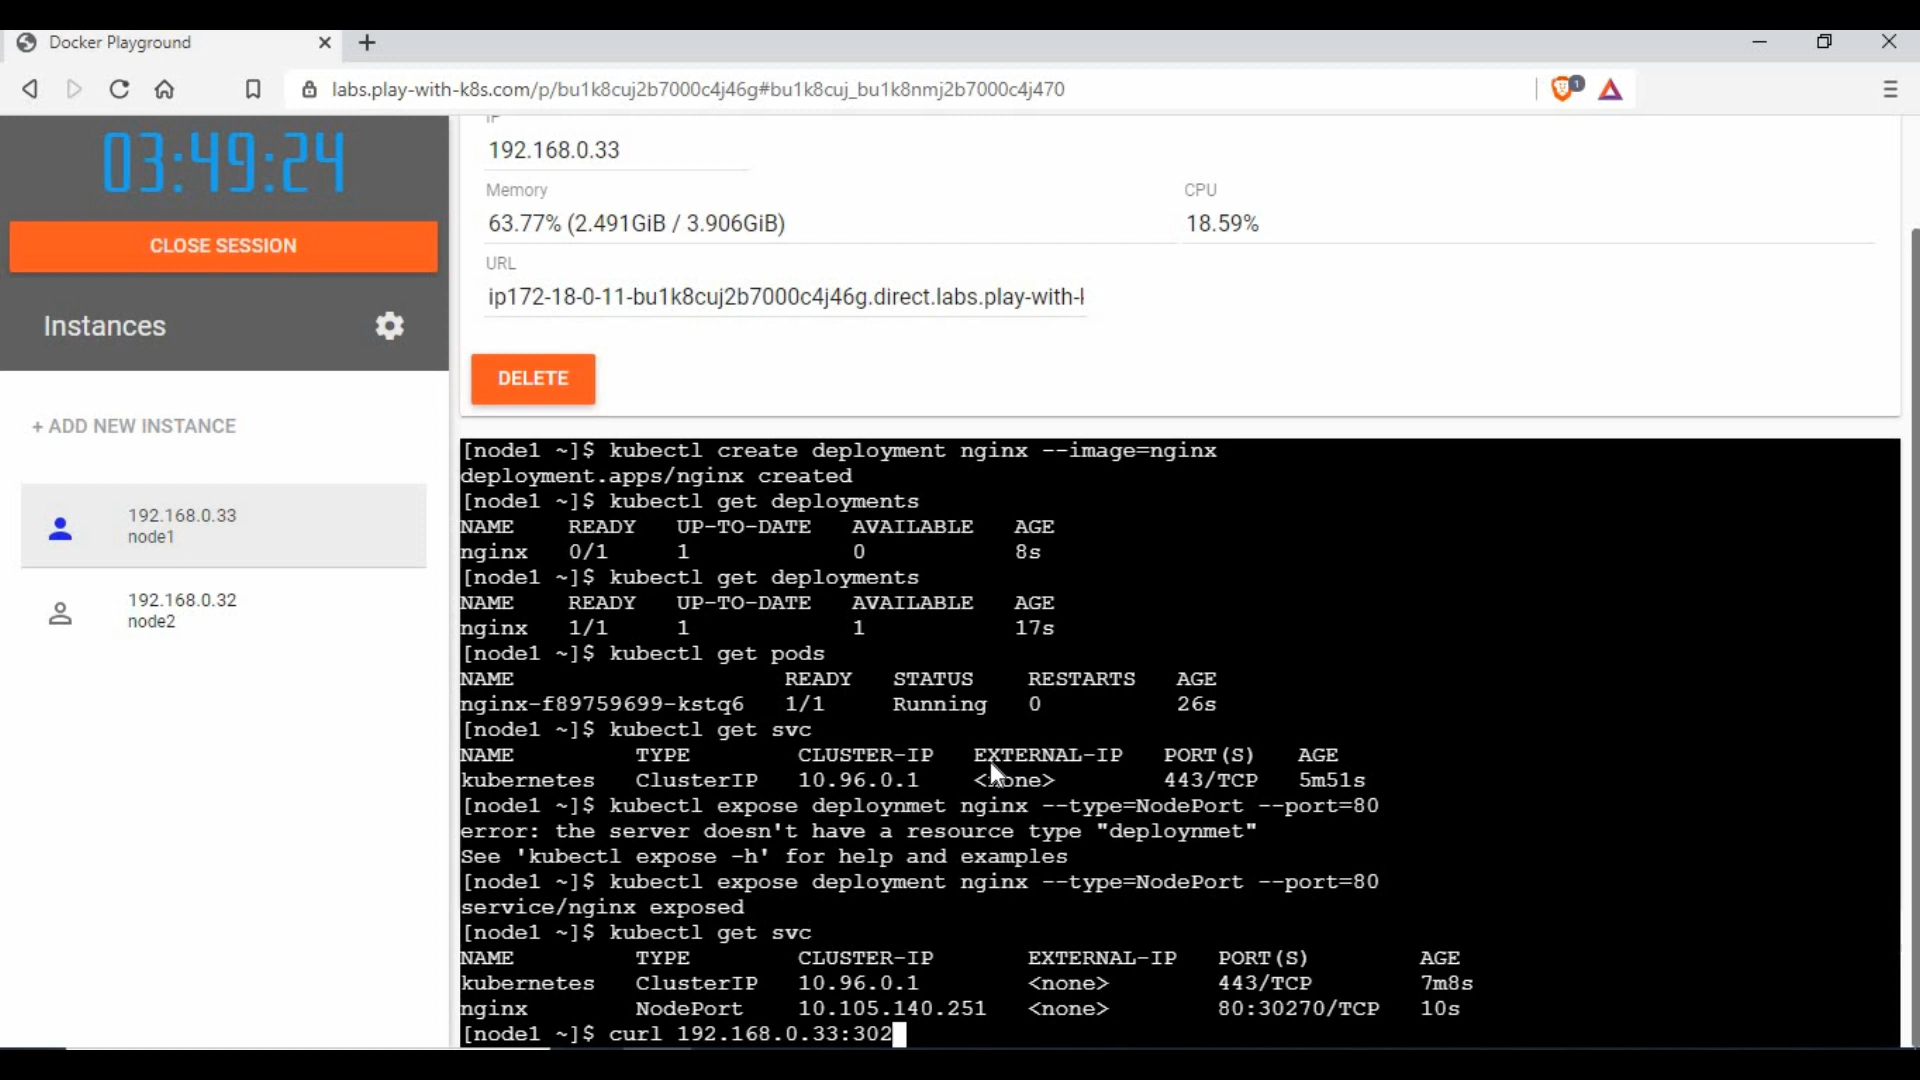 Docker Playground
labs.play-with-k8s.com/p/bu1k8cuj2b7000c4j46g#bu1k8cuj_bu1k8nmj2b7000c4j470
1
03:49:24
CLOSE SESSION
Instances
+ ADD NEW INSTANCE
192.168.0.33
node1
192.168.0.32
node2
IP
192.168.0.33
Memory
63.77% (2.491GiB / 3.906GiB)
CPU
18.59%
URL
ip172-18-0-11-bu1k8cuj2b7000c4j46g.direct.labs.play-with-
DELETE
[node1 ~]$ kubectl create deployment nginx --image=nginx
deployment.apps/nginx created
[node1 ~]$ kubectl get deployments
NAME READY UP-TO-DATE AVAILABLE AGE
nginx 0/1 1 0 8s
[node1 ~]$ kubectl get deployments
NAME READY UP-TO-DATE AVAILABLE AGE
nginx 1/1 1 1 17s
[node1 ~]$ kubectl get pods
NAME READY STATUS RESTARTS AGE
nginx-f89759699-kstq6 1/1 Running 0 26s
[node1 ~]$ kubectl get svc
NAME TYPE CLUSTER-IP EXTERNAL-IP PORT(S) AGE
kubernetes ClusterIP 10.96.0.1 <none> 443/TCP 5m51s
[node1 ~]$ kubectl expose deploynmet nginx --type=NodePort --port=80
error: the server doesn't have a resource type "deploynmet"
See 'kubectl expose -h' for help and examples
[node1 ~]$ kubectl expose deployment nginx --type=NodePort --port=80
service/nginx exposed
[node1 ~]$ kubectl get svc
NAME TYPE CLUSTER-IP EXTERNAL-IP PORT(S) AGE
kubernetes ClusterIP 10.96.0.1 <none> 443/TCP 7m8s
nginx NodePort 10.105.140.251 <none> 80:30270/TCP 10s
[node1 ~]$ curl 192.168.0.33:302